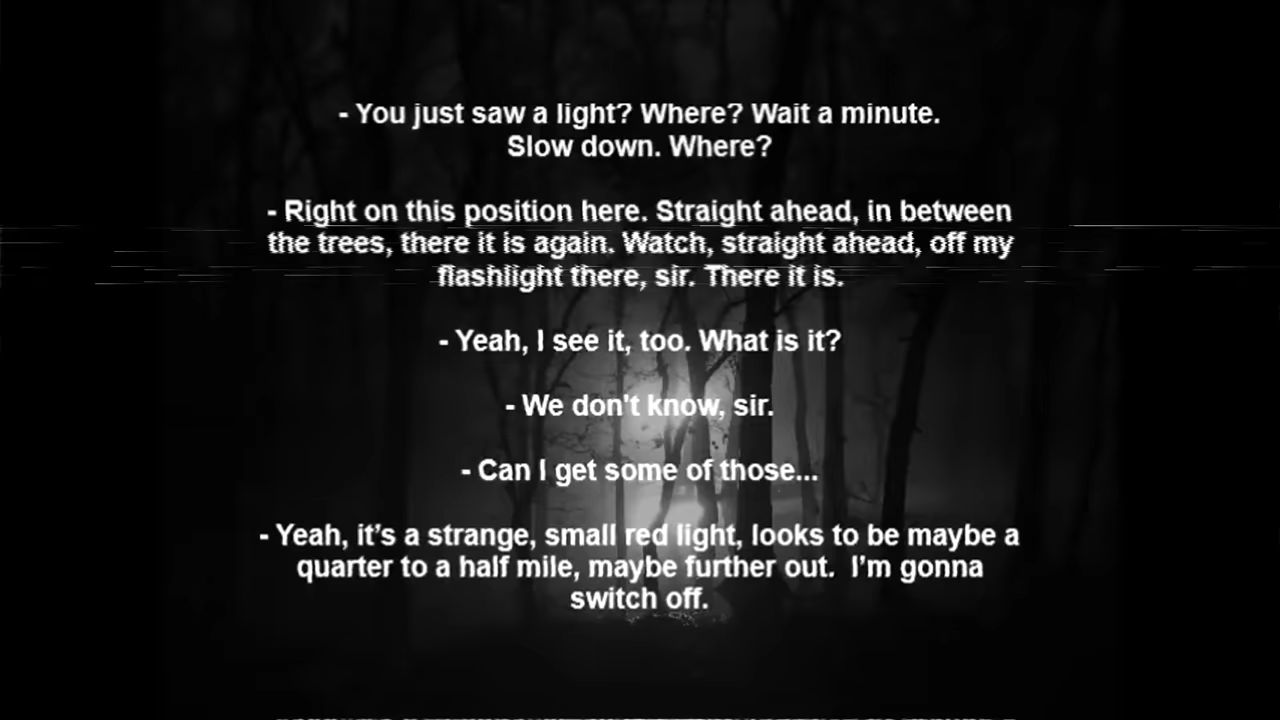 - You just saw a light? Where? Wait a minute.
Slow down. Where?
- Right on this position here. Straight ahead, in between
the trees, there it is again. Watch, straight ahead, off my
flashlight there, sir. There it is.
- Yeah, I see it, too. What is it?
- We don't know, sir.
- Can I get some of those...
- Yeah, it’s a strange, small red light, looks to be maybe a
quarter to a half mile, maybe further out.  I’m gonna
switch off.